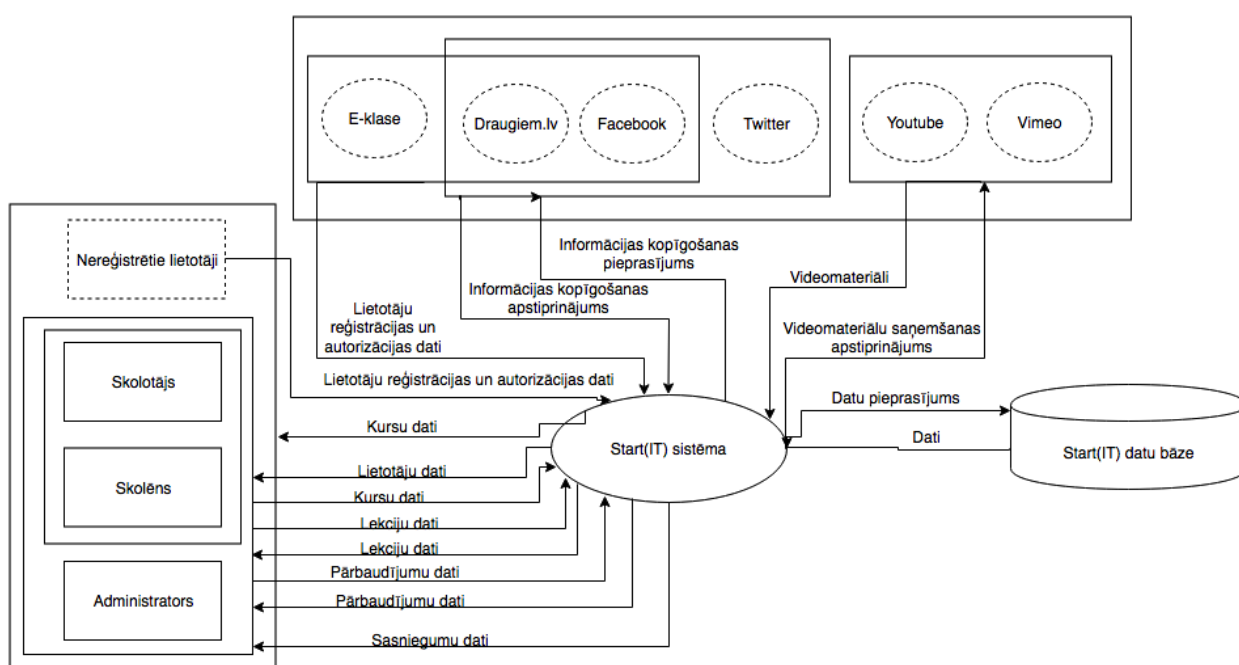 E-klase
Draugiem.lv
Facebook
Twitter
Youtube
Vimeo
Nereģistrētie lietotāji
Informācijas kopīgošanas
pieprasījums
Videomateriāli
Informācijas kopīgošanas
apstiprinājums
Lietotāju
reģistrācijas un
autorizācijas dati
Videomateriālu saņemšanas
apstiprinājums
Skolotājs
Lietotāju reģistrācijas un autorizācijas dati
Datu pieprasījums
Kursu dati
Dati
Start(IT) sistēma
Start(IT) datu bāze
Lietotāju dati
Skolēns
Kursu dati
Lekciju dati
Lekciju dati
Pārbaudījumu dati
Administrators
Pārbaudījumu dati
Sasniegumu dati